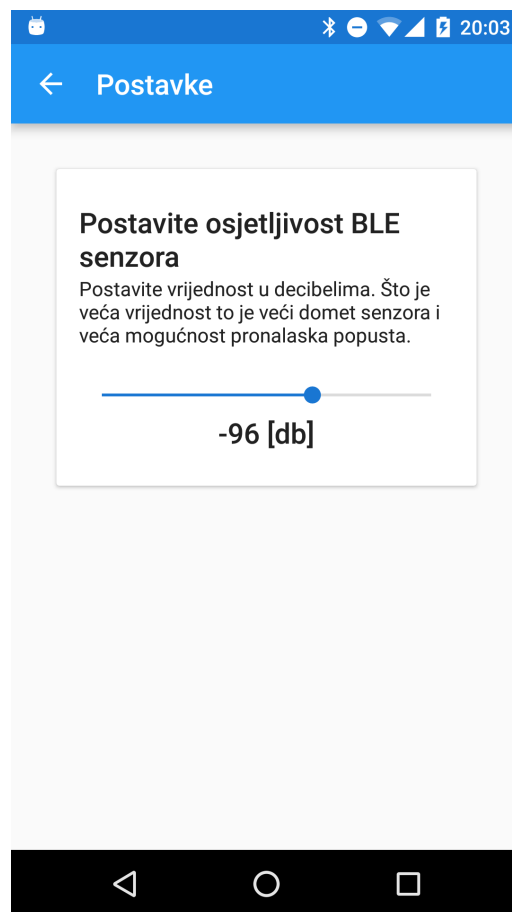 20:03
Postavke
Postavite osjetljivost BLE
senzora
Postavite vrijednost u decibelima. Što je
veća vrijednost to je veći domet senzora i
veća mogućnost pronalaska popusta.
-96 [db]